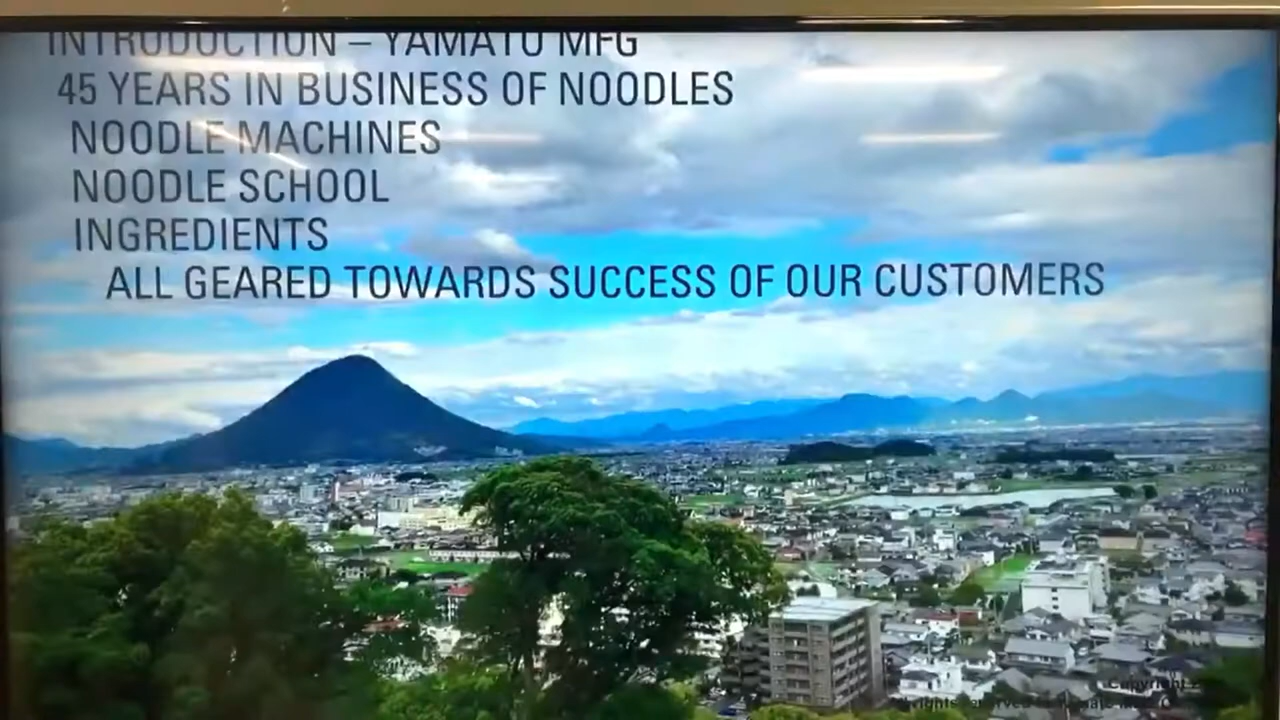 INTRODUCTION – YAMATO MFG
45 YEARS IN BUSINESS OF NOODLES
NOODLE MACHINES
NOODLE SCHOOL
INGREDIENTS
ALL GEARED TOWARDS SUCCESS OF OUR CUSTOMERS
Copyright